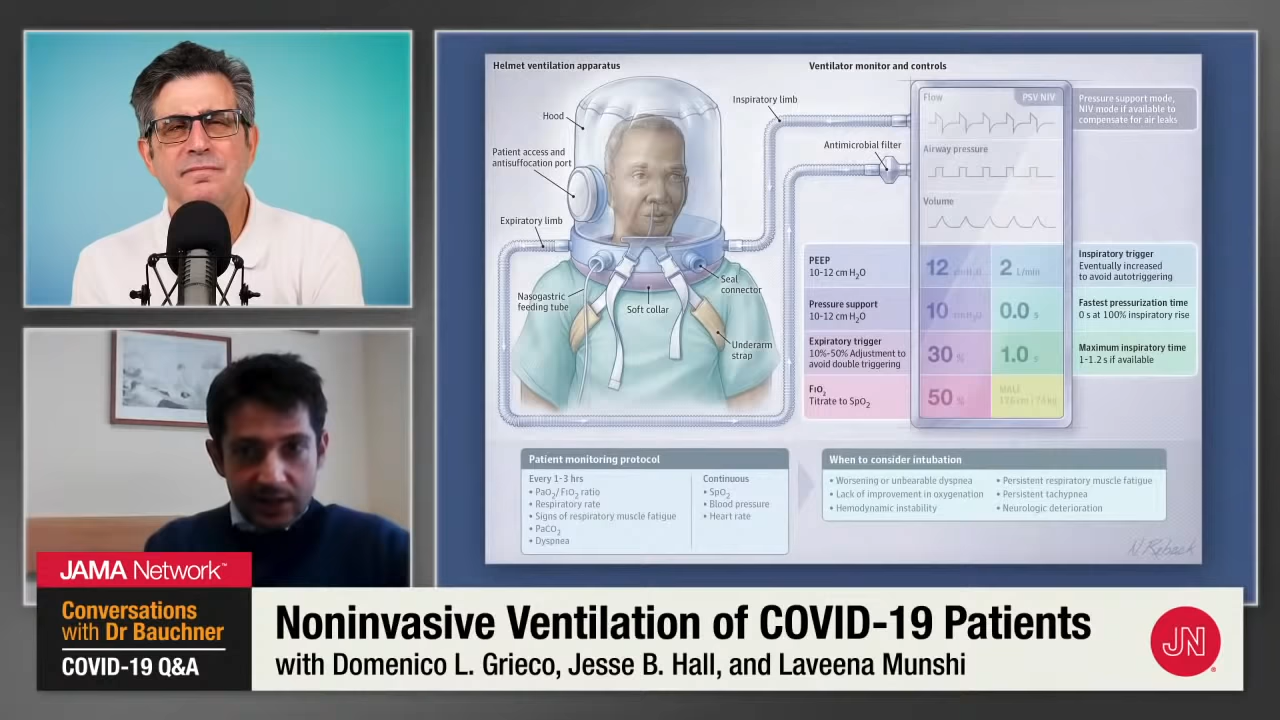 Helmet ventilation apparatus
Hood
Patient access and
antisuffocation port
Expiratory limb
Nasogastric
feeding tube
Soft collar
Seal
connector
Underarm
strap
Inspiratory limb
Antimicrobial filter
Ventilator monitor and controls
Flow
PSV NIV
Airway pressure
Volume
Pressure support mode,
NIV mode if available to
compensate for air leaks
PEEP
10-12 cm H₂O
12 cm H₂O
2 L/min
Inspiratory trigger
Eventually increased
to avoid autotriggering
Pressure support
10-12 cm H₂O
10 cm H₂O
0.0 s
Fastest pressurization time
0 s at 100% inspiratory rise
Expiratory trigger
10%-50% Adjustment to
avoid double triggering
30 %
1.0 s
Maximum inspiratory time
1-1.2 s if available
FIO₂
Titrate to SpO₂
50 %
MALE
Patient monitoring protocol
Every 1-3 hrs
• PaO₂/FIO₂ ratio
• Respiratory rate
• Signs of respiratory muscle fatigue
• PaCO₂
• Dyspnea
Continuous
• SpO₂
• Blood pressure
• Heart rate
When to consider intubation
• Worsening or unbearable dyspnea
• Lack of improvement in oxygenation
• Hemodynamic instability
• Persistent respiratory muscle fatigue
• Persistent tachypnea
• Neurologic deterioration
JAMA Network™
Conversations
with Dr Bauchner
COVID-19 Q&A
Noninvasive Ventilation of COVID-19 Patients
with Domenico L. Grieco, Jesse B. Hall, and Laveena Munshi
JN